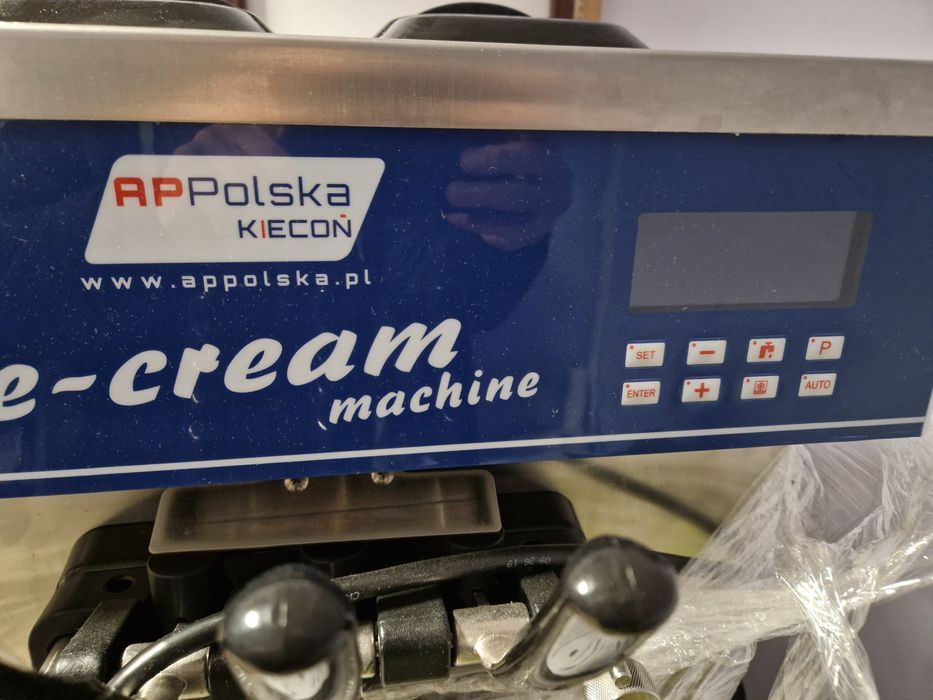 APPolska
KIECOŃ
www.appolska.pl
e-cream
machine
SET
P
ENTER
AUTO